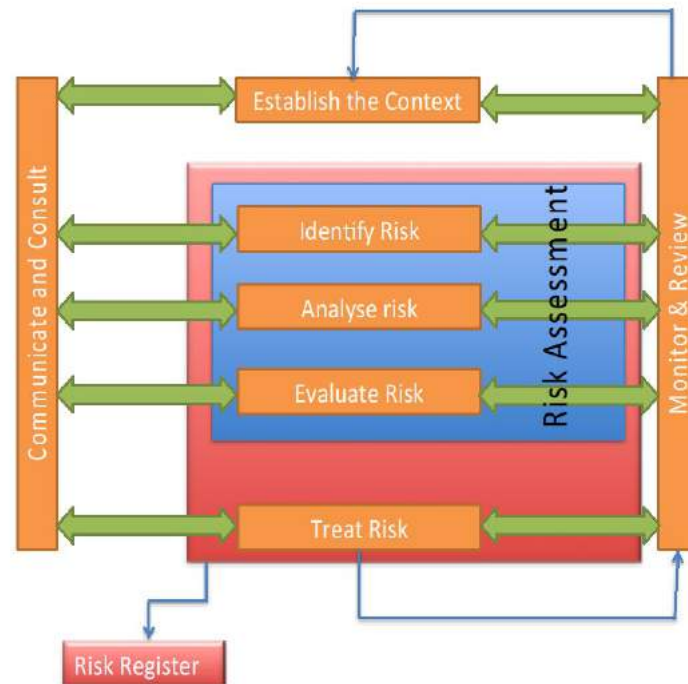 Establish the Context
Communicate and Consult
Identify Risk
Analyse risk
Evaluate Risk
Risk Assessment
Monitor & Review
Treat Risk
Risk Register